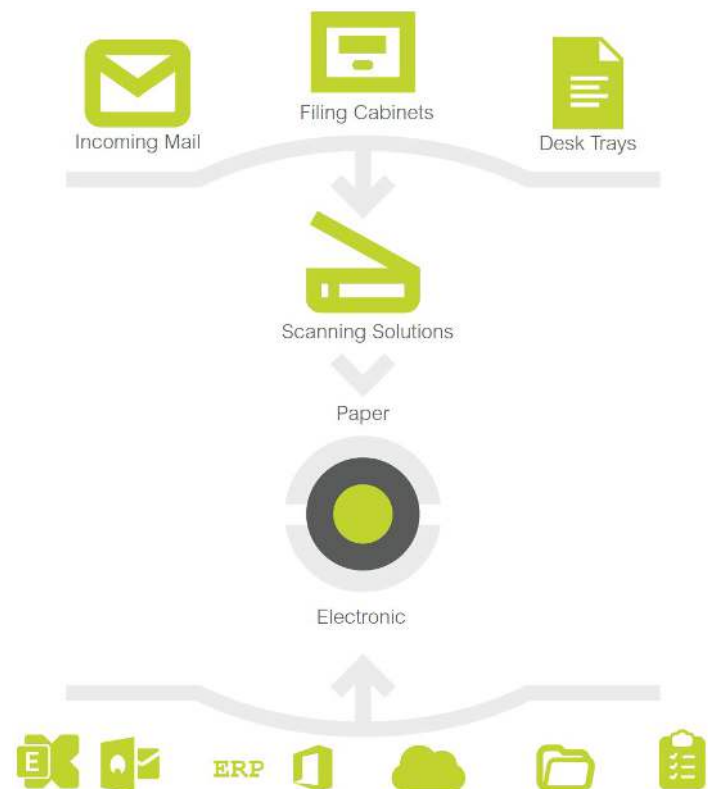 Filing Cabinets
Incoming Mail
Desk Trays
Scanning Solutions
Paper
Electronic
E
ERP